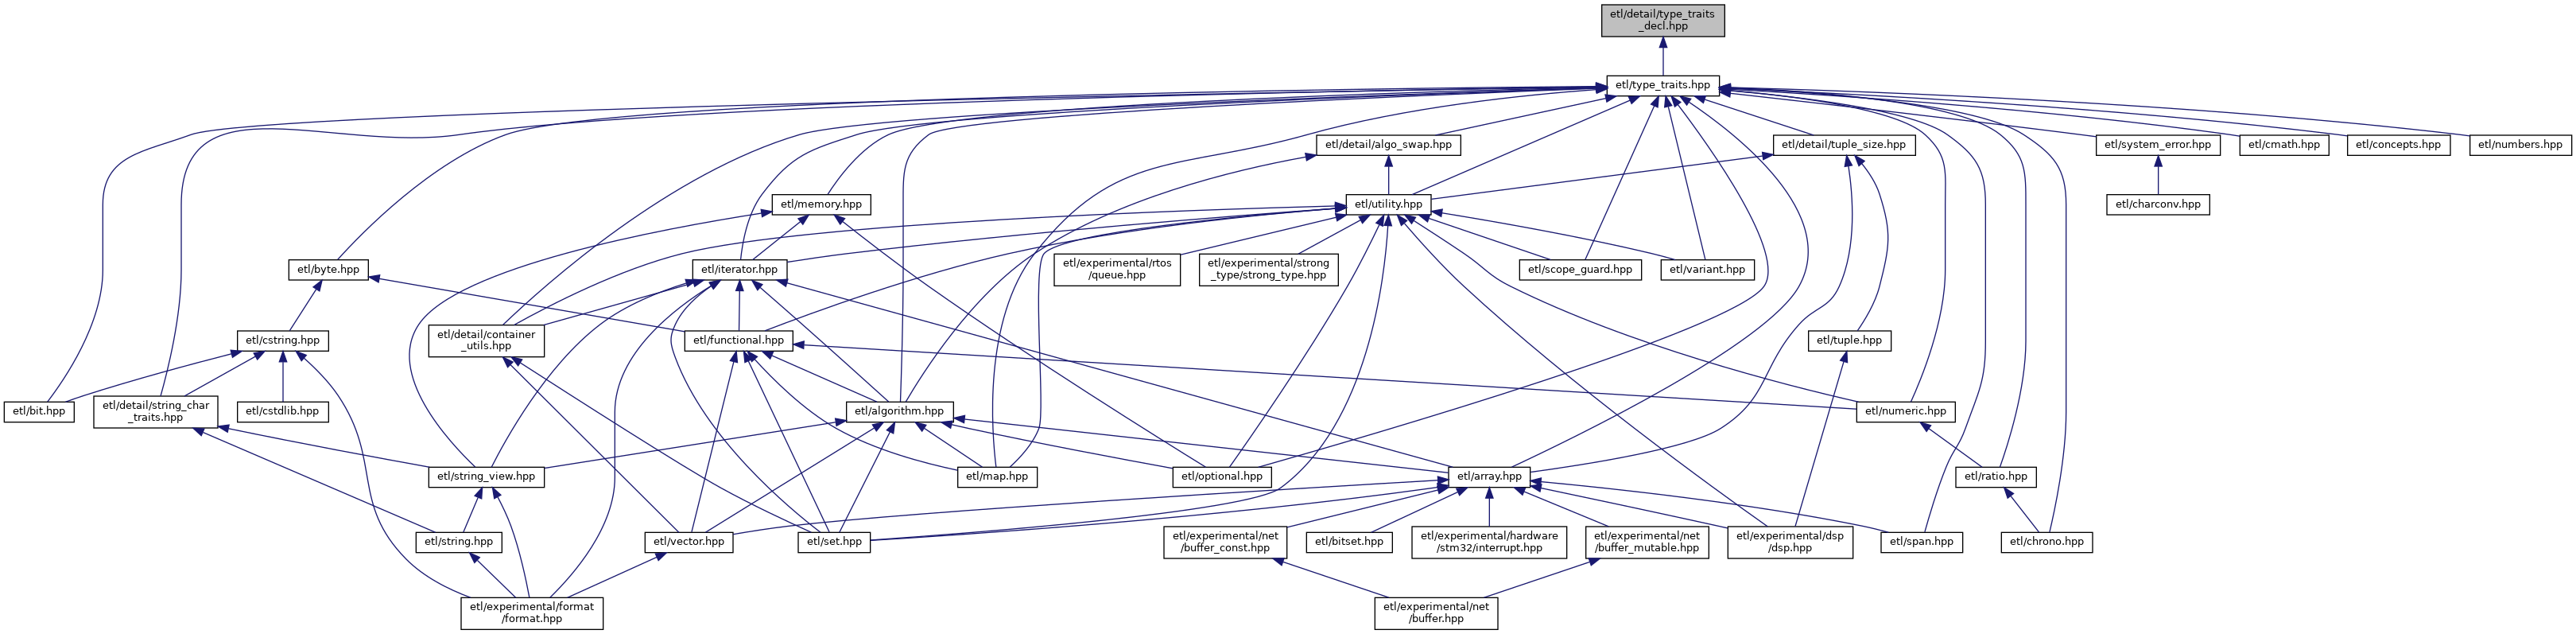 etl/detail/type_traits
_decl.hpp
etl/type_traits.hpp
etl/detail/algo_swap.hpp
etl/detail/tuple_size.hpp
etl/system_error.hpp
etl/cmath.hpp
etl/concepts.hpp
etl/numbers.hpp
etl/memory.hpp
etl/utility.hpp
etl/charconv.hpp
etl/byte.hpp
etl/iterator.hpp
etl/experimental/rtos
/queue.hpp
etl/experimental/strong
_type/strong_type.hpp
etl/scope_guard.hpp
etl/variant.hpp
etl/cstring.hpp
etl/detail/container
_utils.hpp
etl/functional.hpp
etl/tuple.hpp
etl/bit.hpp
etl/detail/string_char
_traits.hpp
etl/cstdlib.hpp
etl/algorithm.hpp
etl/numeric.hpp
etl/string_view.hpp
etl/map.hpp
etl/optional.hpp
etl/array.hpp
etl/ratio.hpp
etl/string.hpp
etl/vector.hpp
etl/set.hpp
etl/experimental/net
/buffer_const.hpp
etl/bitset.hpp
etl/experimental/hardware
/stm32/interrupt.hpp
etl/experimental/net
/buffer_mutable.hpp
etl/experimental/dsp
/dsp.hpp
etl/span.hpp
etl/chrono.hpp
etl/experimental/format
/format.hpp
etl/experimental/net
/buffer.hpp